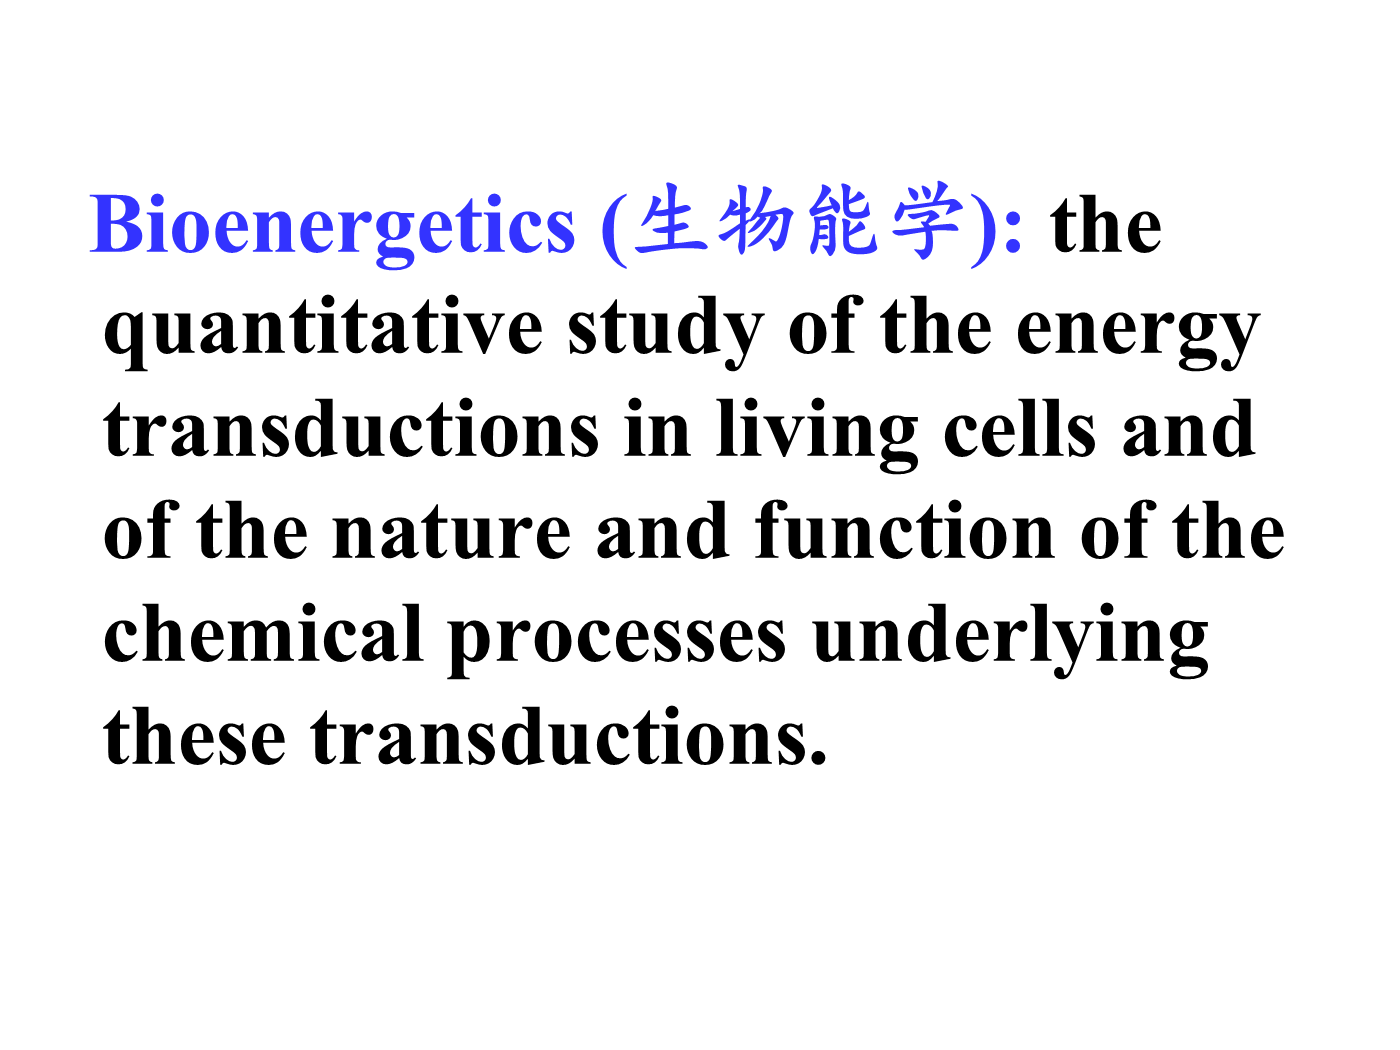 Bioenergetics (生物能学): the
quantitative study of the energy
transductions in living cells and
of the nature and function of the
chemical processes underlying
these transductions.